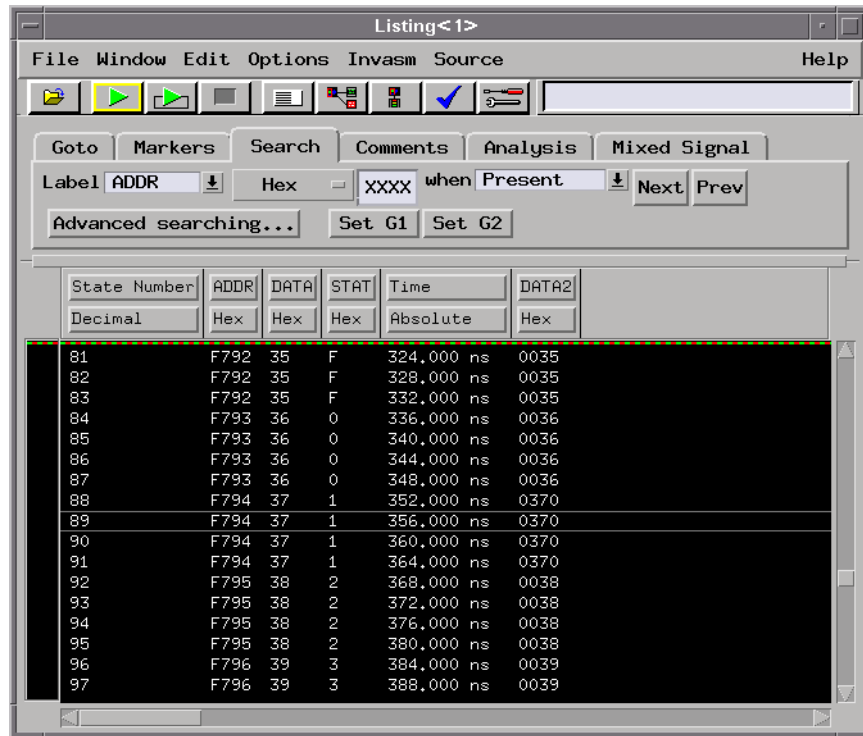 Listing<1>
File Window Edit Options Invasm Source Help
Goto Markers Search Comments Analysis Mixed Signal
Label ADDR Hex XXXX when Present Next Prev
Advanced searching... Set G1 Set G2
State Number ADDR DATA STAT Time DATA2
Decimal Hex Hex Hex Absolute Hex
81 F792 35 F 324.000 ns 0035
82 F792 35 F 328.000 ns 0035
83 F792 35 F 332.000 ns 0035
84 F793 36 0 336.000 ns 0036
85 F793 36 0 340.000 ns 0036
86 F793 36 0 344.000 ns 0036
87 F793 36 0 348.000 ns 0036
88 F794 37 1 352.000 ns 0370
89 F794 37 1 356.000 ns 0370
90 F794 37 1 360.000 ns 0370
91 F794 37 1 364.000 ns 0370
92 F795 38 2 368.000 ns 0038
93 F795 38 2 372.000 ns 0038
94 F795 38 2 376.000 ns 0038
95 F795 38 2 380.000 ns 0038
96 F796 39 3 384.000 ns 0039
97 F796 39 3 388.000 ns 0039